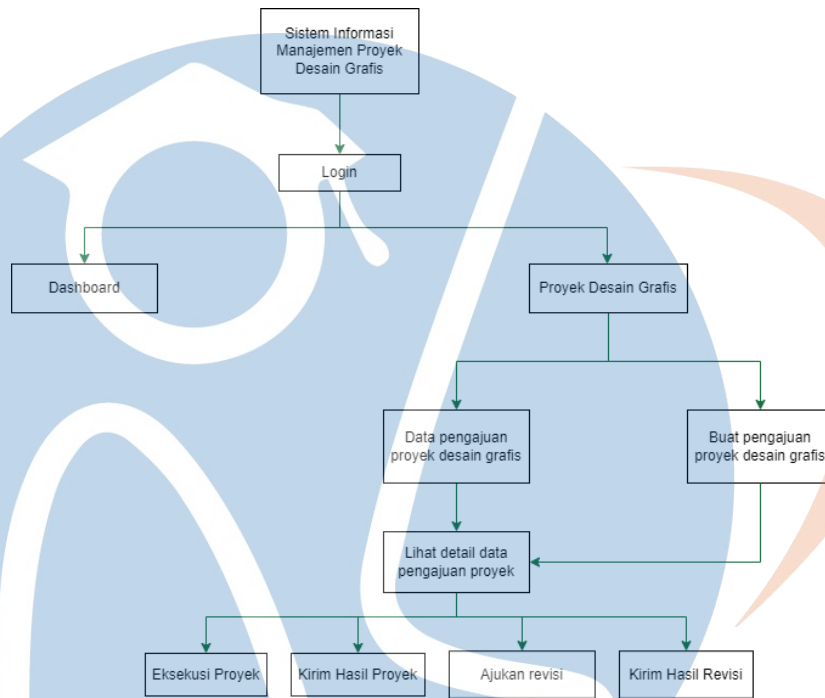 Sistem Informasi
Manajemen Proyek
Desain Grafis
Login
Dashboard
Proyek Desain Grafis
Data pengajuan
proyek desain grafis
Buat pengajuan
proyek desain grafis
Lihat detail data
pengajuan proyek
Eksekusi Proyek
Kirim Hasil Proyek
Ajukan revisi
Kirim Hasil Revisi